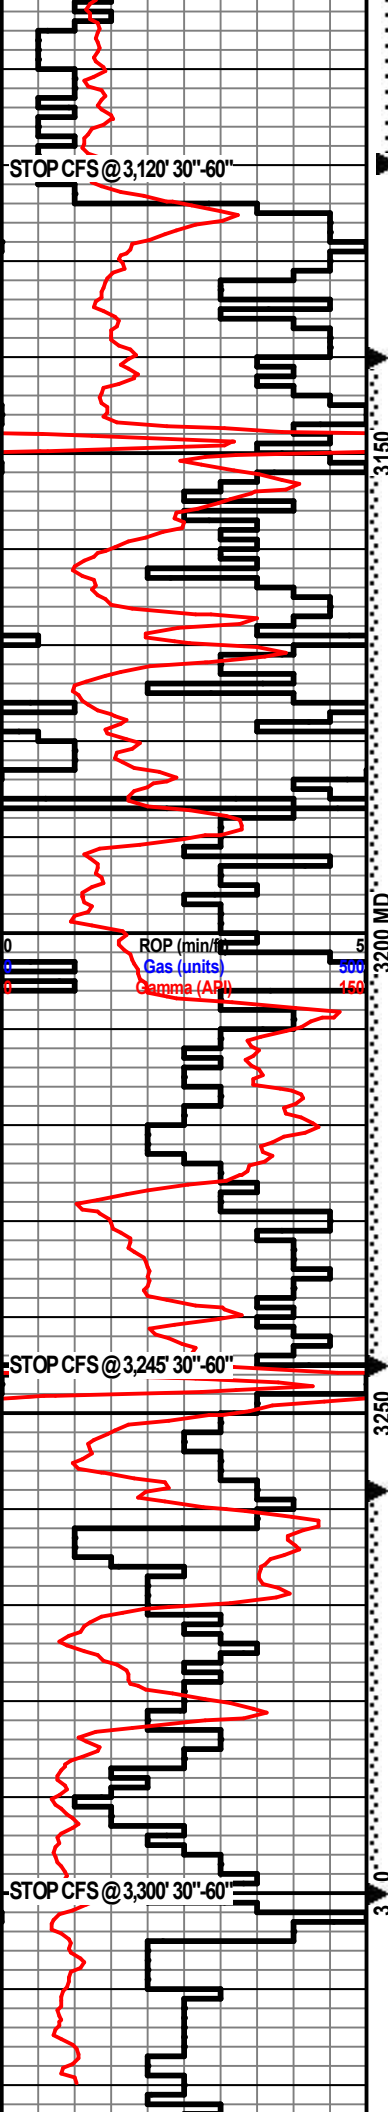 STOP CFS @ 3,120' 30"-60"
3150
3200 MD
0 ROP (min/ft) 5
0 Gas (units) 500
0 Gamma (API) 150
STOP CFS @ 3,245' 30"-60"
3250
STOP CFS @ 3,300' 30"-60"